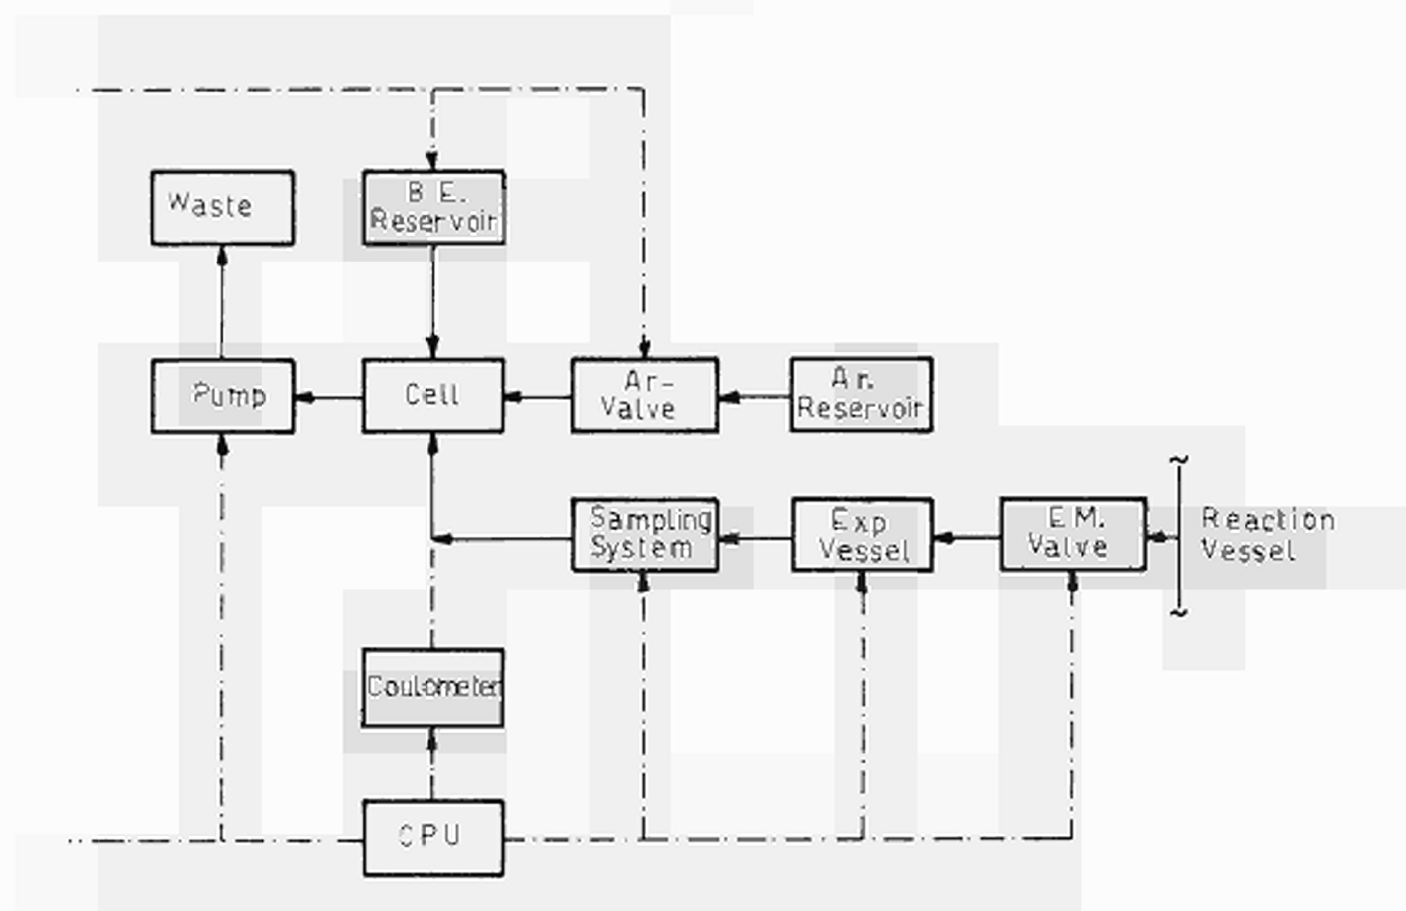 Waste
B E.
Reservoir
Pump
Cell
Ar-
Valve
Ar.
Reservoir
Sampling
System
Exp
Vessel
E M.
Valve
Reaction
Vessel
Coulometer
CPU